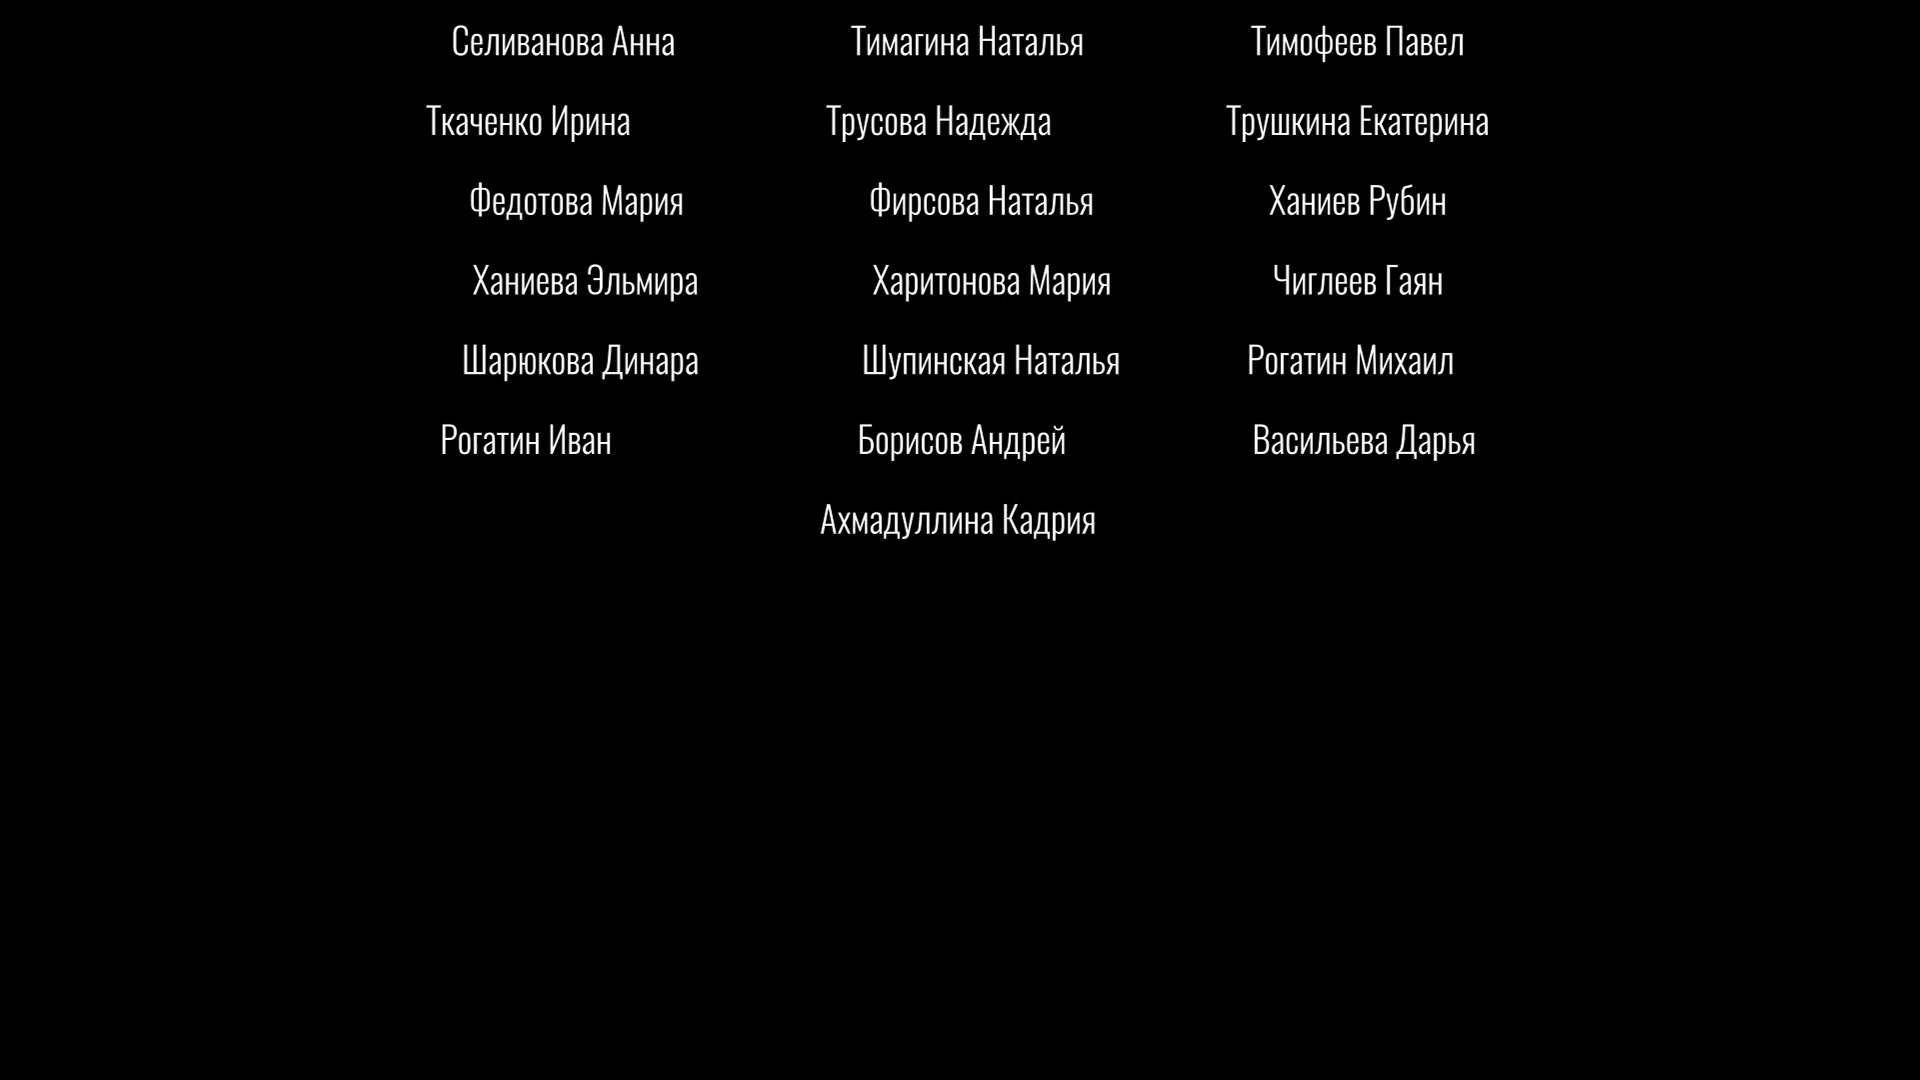 Селиванова Анна Тимагина Наталья Тимофеев Павел
Ткаченко Ирина Трусова Надежда Трушкина Екатерина
Федотова Мария Фирсова Наталья Ханиев Рубин
Ханиева Эльмира Харитонова Мария Чиглеев Гаян
Шарюкова Динара Шупинская Наталья Рогатин Михаил
Рогатин Иван Борисов Андрей Васильева Дарья
Ахмадуллина Кадрия